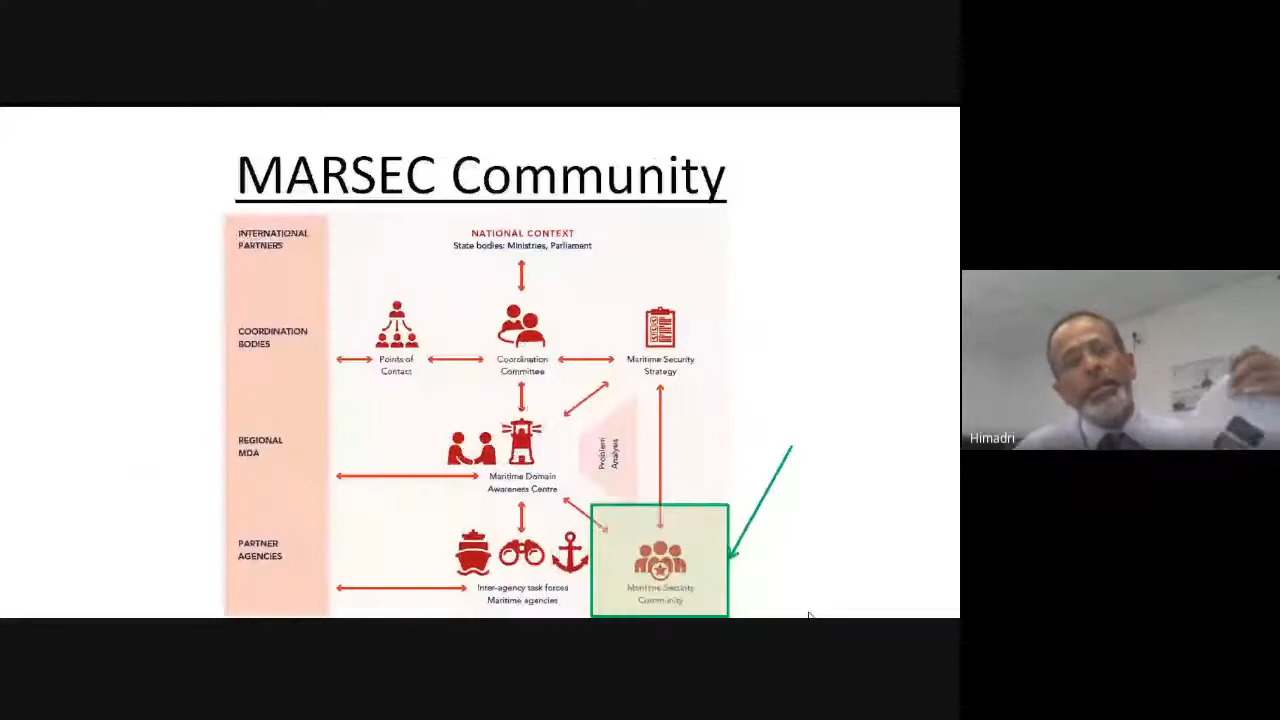 MARSEC Community
INTERNATIONAL
PARTNERS
NATIONAL CONTEXT
State bodies: Ministries, Parliament
COORDINATION
BODIES
Points of
Contact
Coordination
Committee
Maritime Security
Strategy
REGIONAL
MDA
Problem
Analysis
Maritime Domain
Awareness Centre
PARTNER
AGENCIES
Inter-agency task forces
Maritime agencies
Maritime Security
Community
Himadri